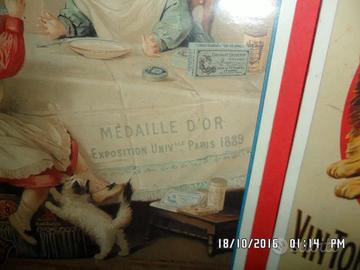 MÉDAILLE D'OR
EXPOSITION UNIVLLE PARIS 1889
VIN TO
18/10/2016 01:14 PM